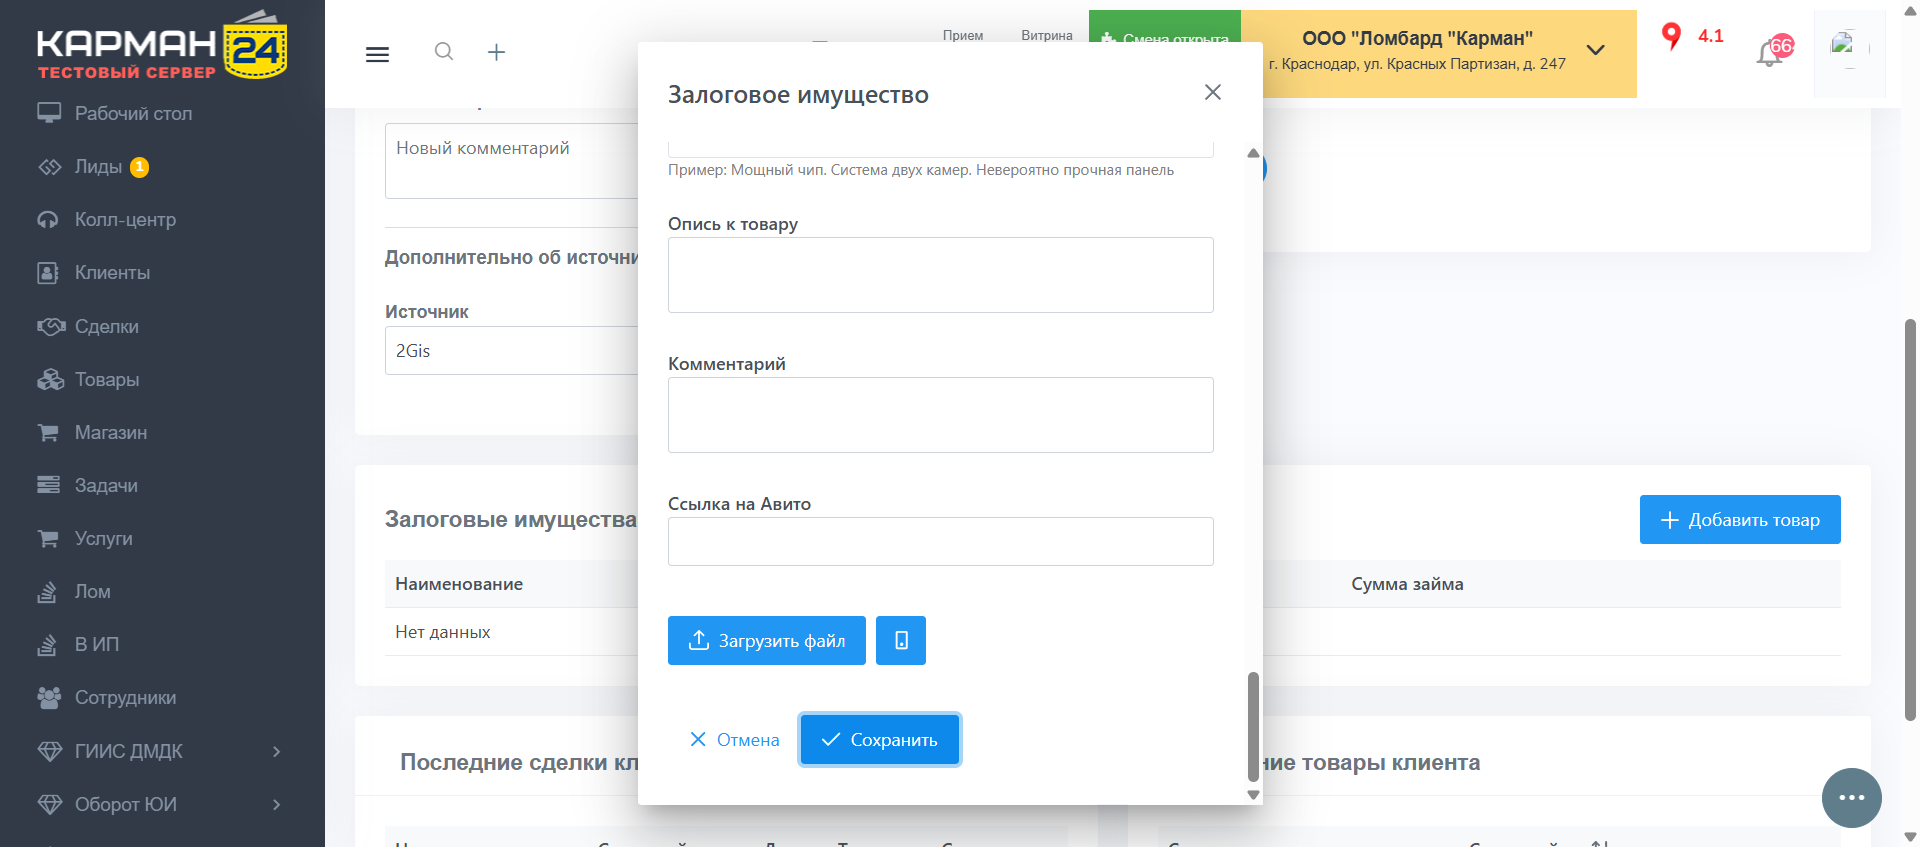 КАРМАН 24
ТЕСТОВЫЙ СЕРВЕР
Рабочий стол
Лиды 1
Колл-центр
Клиенты
Сделки
Товары
Магазин
Задачи
Услуги
Лом
В ИП
Сотрудники
ГИИС ДМДК
Оборот ЮИ
Прием
Витрина
Смена открыта
ООО "Ломбард "Карман"
г. Краснодар, ул. Красных Партизан, д. 247
4.1
66
Новый комментарий
Дополнительно об источни
Источник
2Gis
Залоговые имущества
Добавить товар
Наименование
Сумма займа
Нет данных
Последние сделки кл
ние товары клиента
Залоговое имущество
Пример: Мощный чип. Система двух камер. Невероятно прочная панель
Опись к товару
Комментарий
Ссылка на Авито
Загрузить файл
Отмена
Сохранить